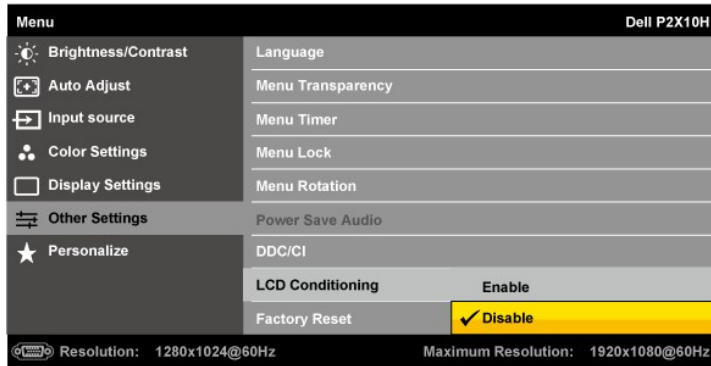 Menu Dell P2X10H
Brightness/Contrast Language
Auto Adjust Menu Transparency
Input source Menu Timer
Color Settings Menu Lock
Display Settings Menu Rotation
Other Settings Power Save Audio
Personalize DDC/CI
LCD Conditioning Enable
Factory Reset Disable
Resolution: 1280x1024@60Hz Maximum Resolution: 1920x1080@60Hz